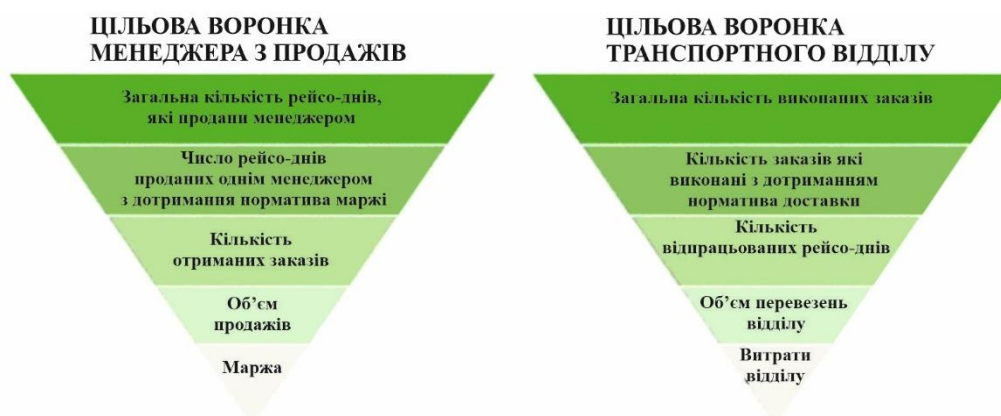 ЦІЛЬОВА ВОРОНКА
МЕНЕДЖЕРА З ПРОДАЖІВ
Загальна кількість рейсо-днів,
які продани менеджером
Число рейсо-днів
проданих однім менеджером
з дотримання норматива маржі
Кількість
отриманих заказів
Об’єм
продажів
Маржа
ЦІЛЬОВА ВОРОНКА
ТРАНСПОРТНОГО ВІДДІЛУ
Загальна кількість виконаних заказів
Кількість заказів які
виконані з дотриманням
норматива доставки
Кількість
відпрацьованих рейсо-днів
Об’єм перевезень
відділу
Витрати
відділу